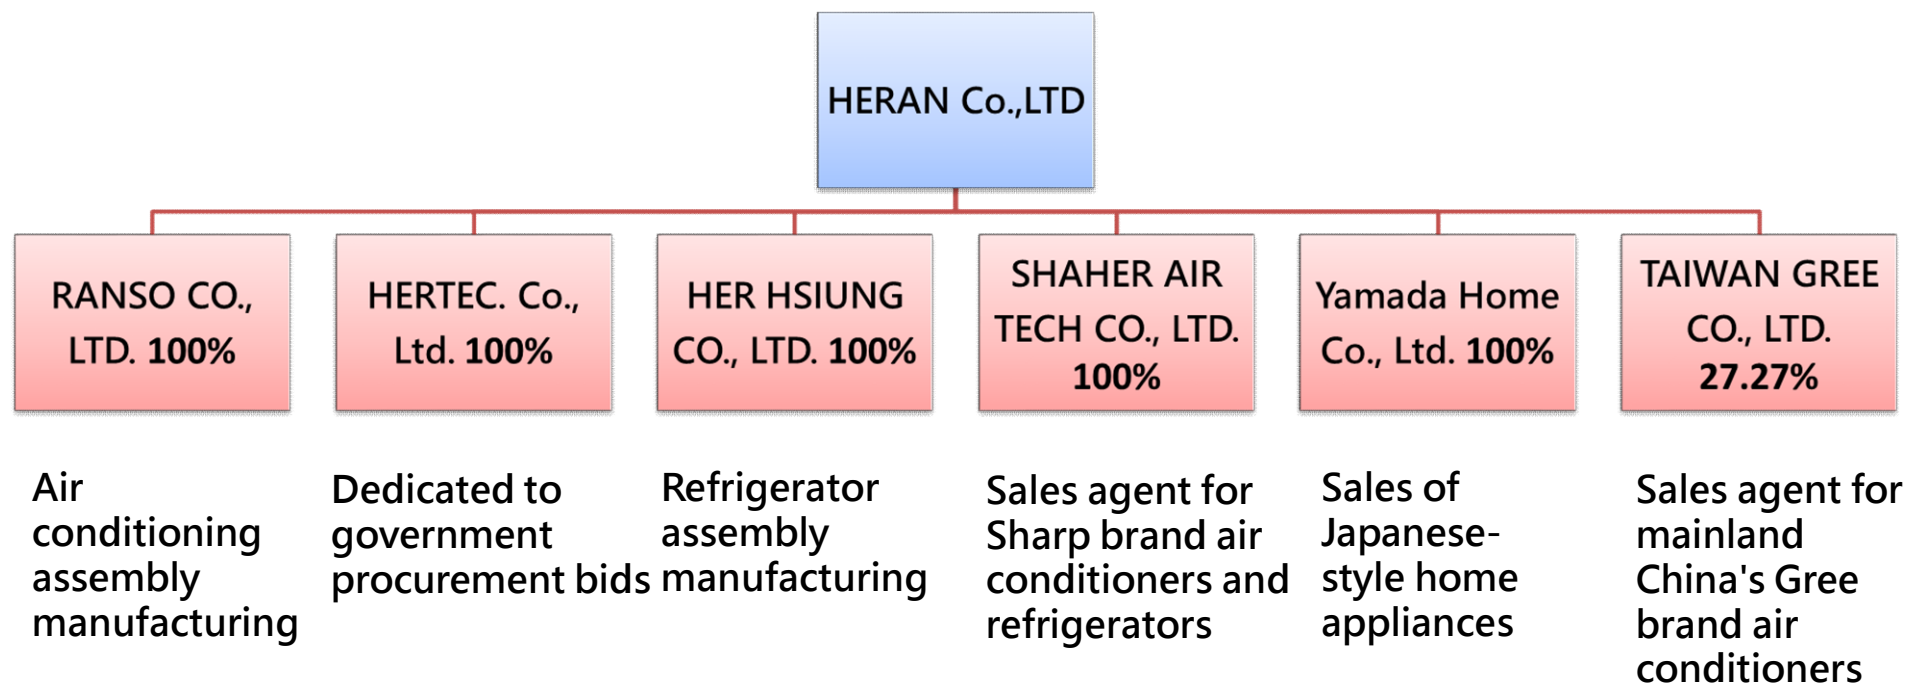 HERAN Co.,LTD
RANSO CO.,
LTD. 100%
HERTEC. Co.,
Ltd. 100%
HER HSIUNG
CO., LTD. 100%
SHAHER AIR
TECH CO., LTD.
100%
Yamada Home
Co., Ltd. 100%
TAIWAN GREE
CO., LTD.
27.27%
Air
conditioning
assembly
manufacturing
Dedicated to
government
procurement bids
Refrigerator
assembly
manufacturing
Sales agent for
Sharp brand air
conditioners and
refrigerators
Sales of
Japanese-
style home
appliances
Sales agent for
mainland
China's Gree
brand air
conditioners